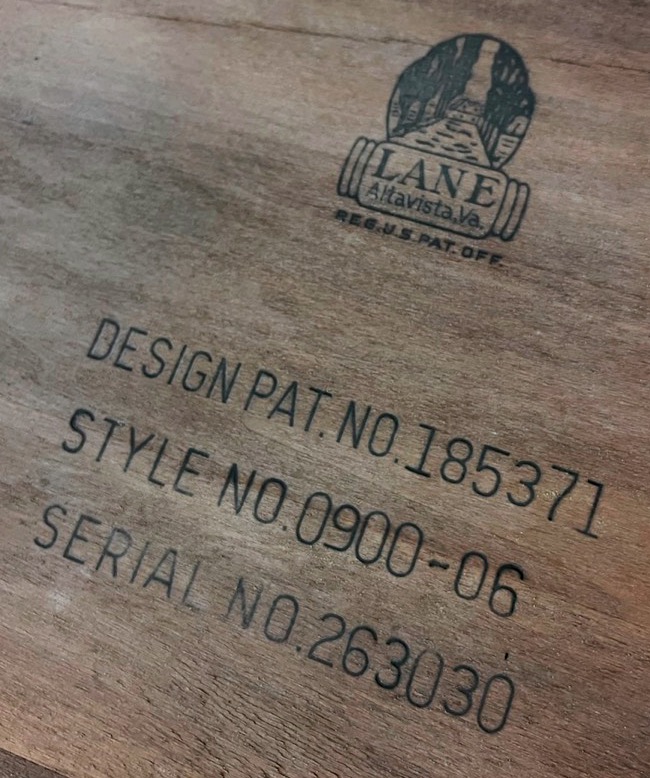 LANE
Altavista, Va.
REG. U.S. PAT. OFF.
DESIGN PAT. NO. 185371
STYLE NO. 0900-06
SERIAL NO. 263030